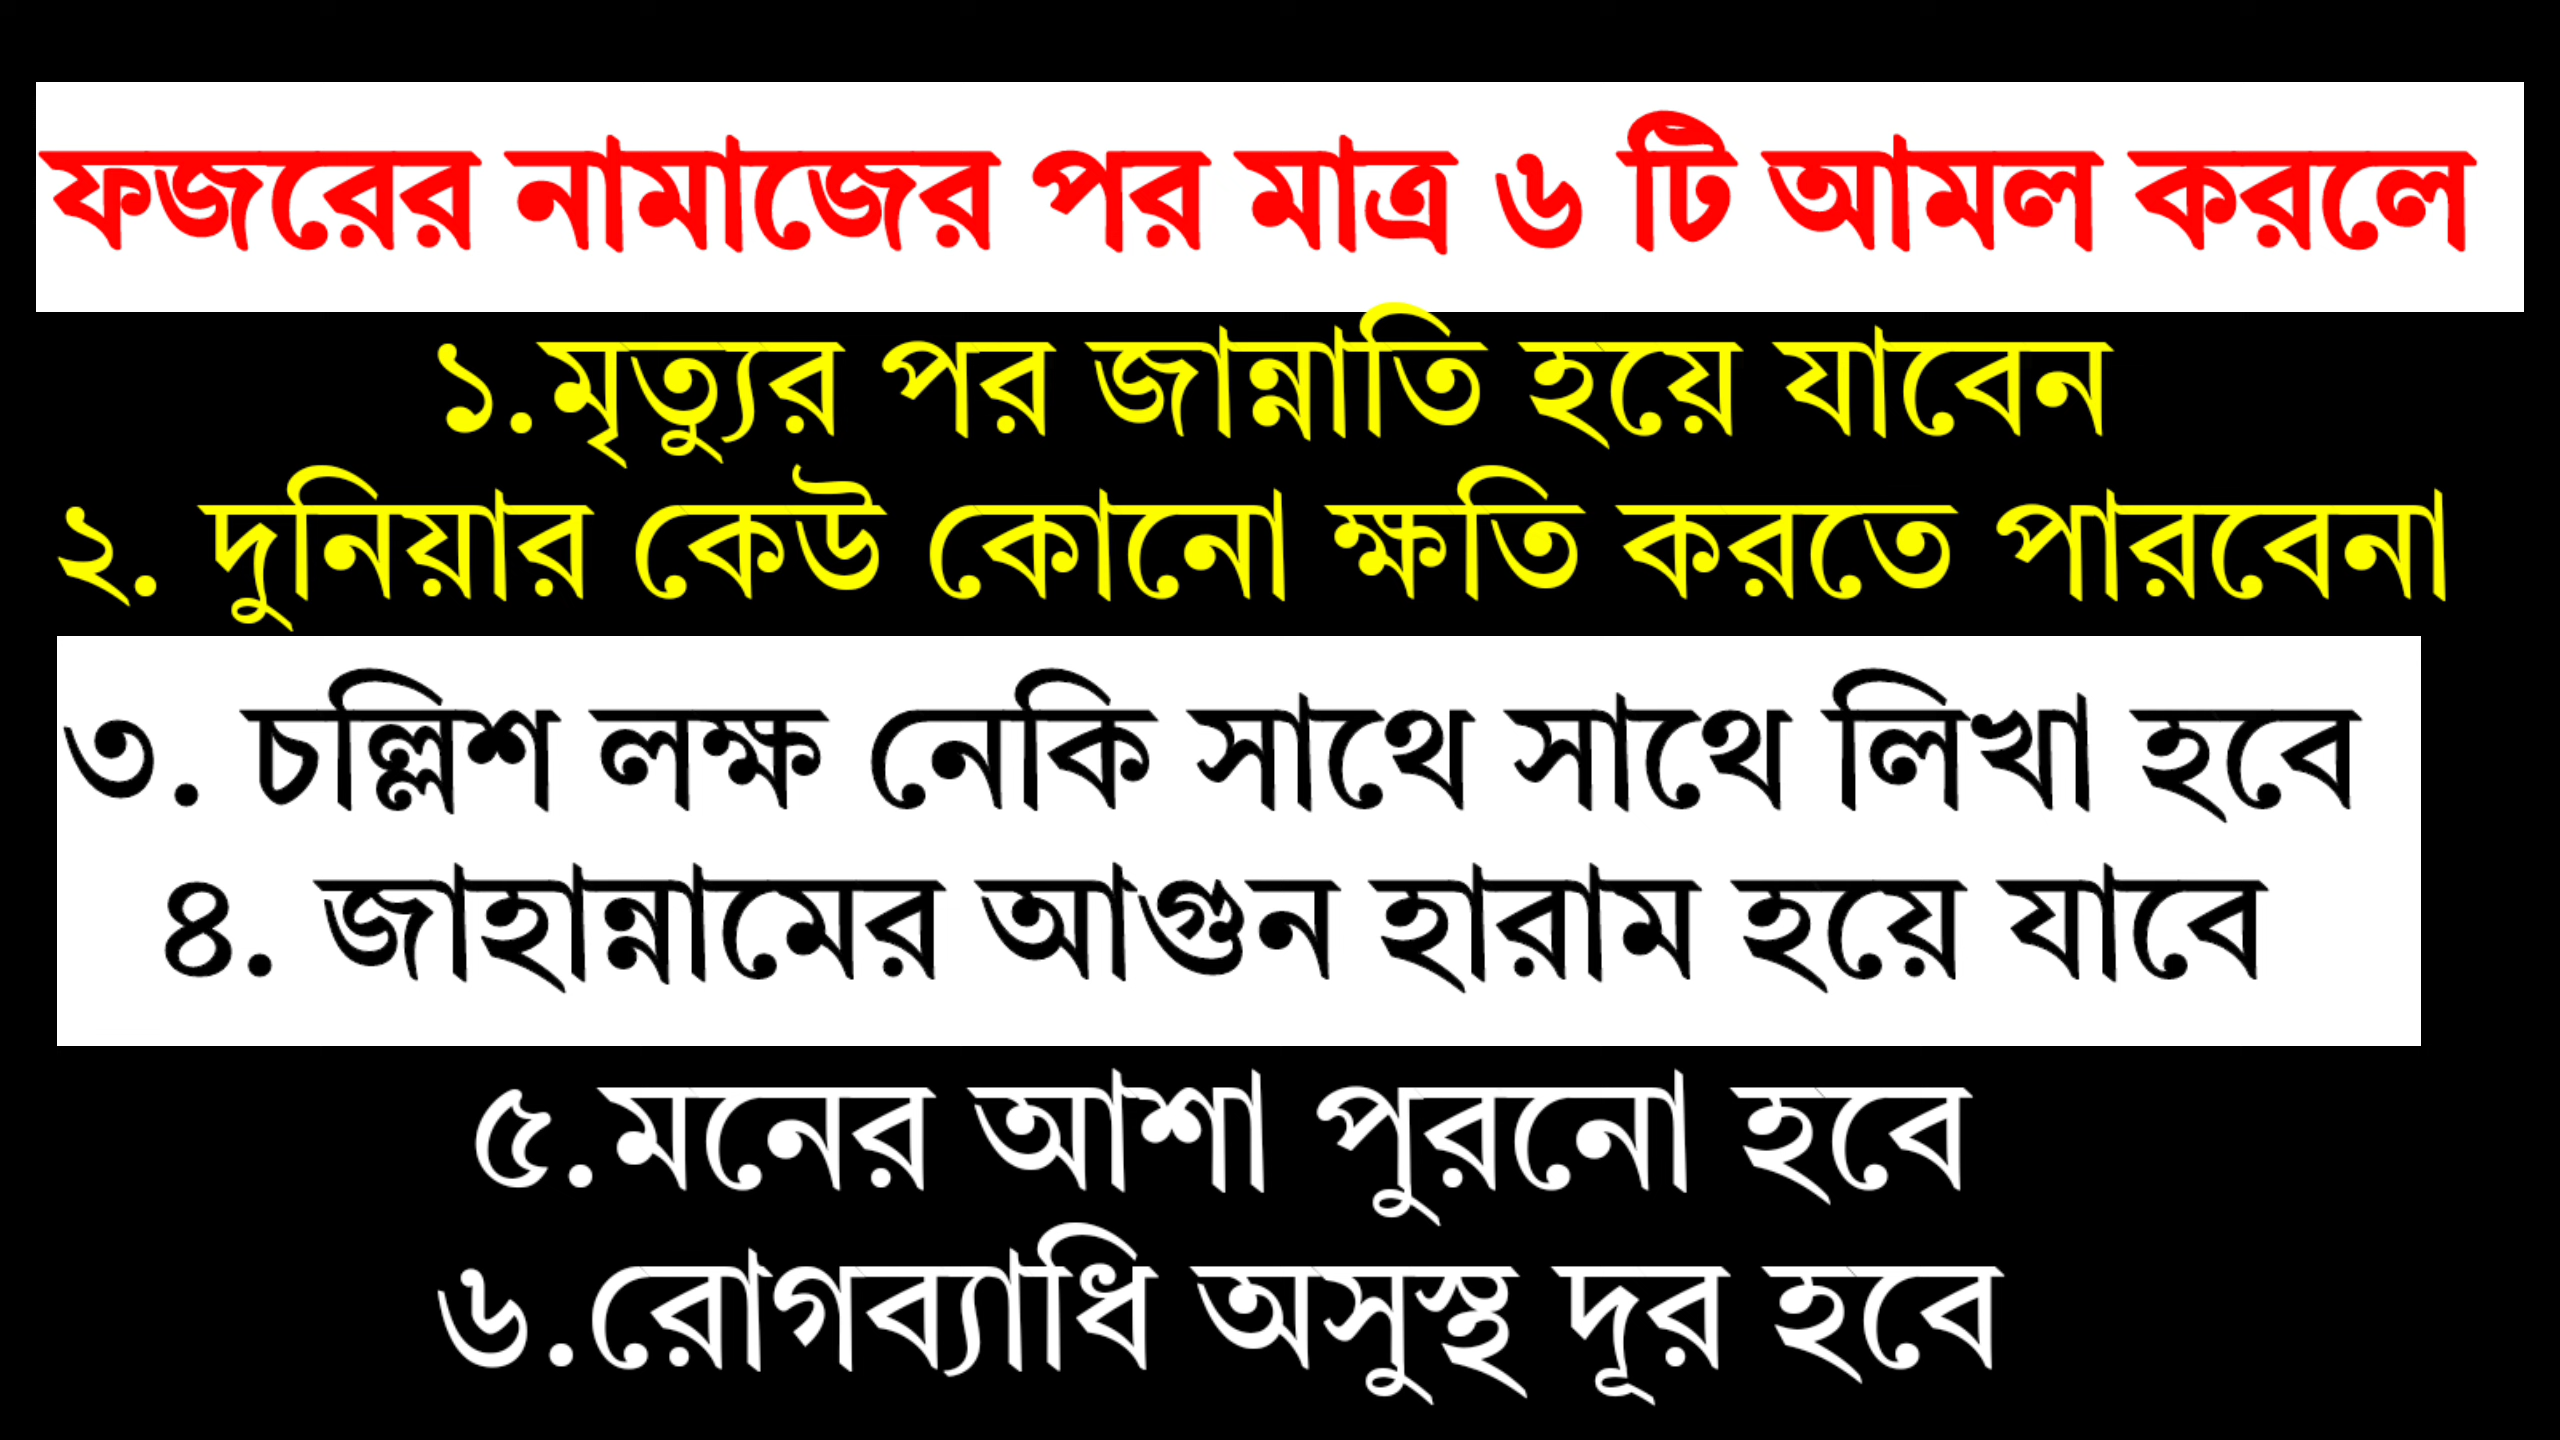 ফজরের নামাজের পর মাত্র ৬ টি আমল করলে
১.মৃত্যুর পর জান্নাতি হয়ে যাবেন
২. দুনিয়ার কেউ কোনো ক্ষতি করতে পারবেনা
৩. চল্লিশ লক্ষ নেকি সাথে সাথে লিখা হবে
৪. জাহান্নামের আগুন হারাম হয়ে যাবে
৫.মনের আশা পুরনো হবে
৬.রোগব্যাধি অসুস্থ দূর হবে